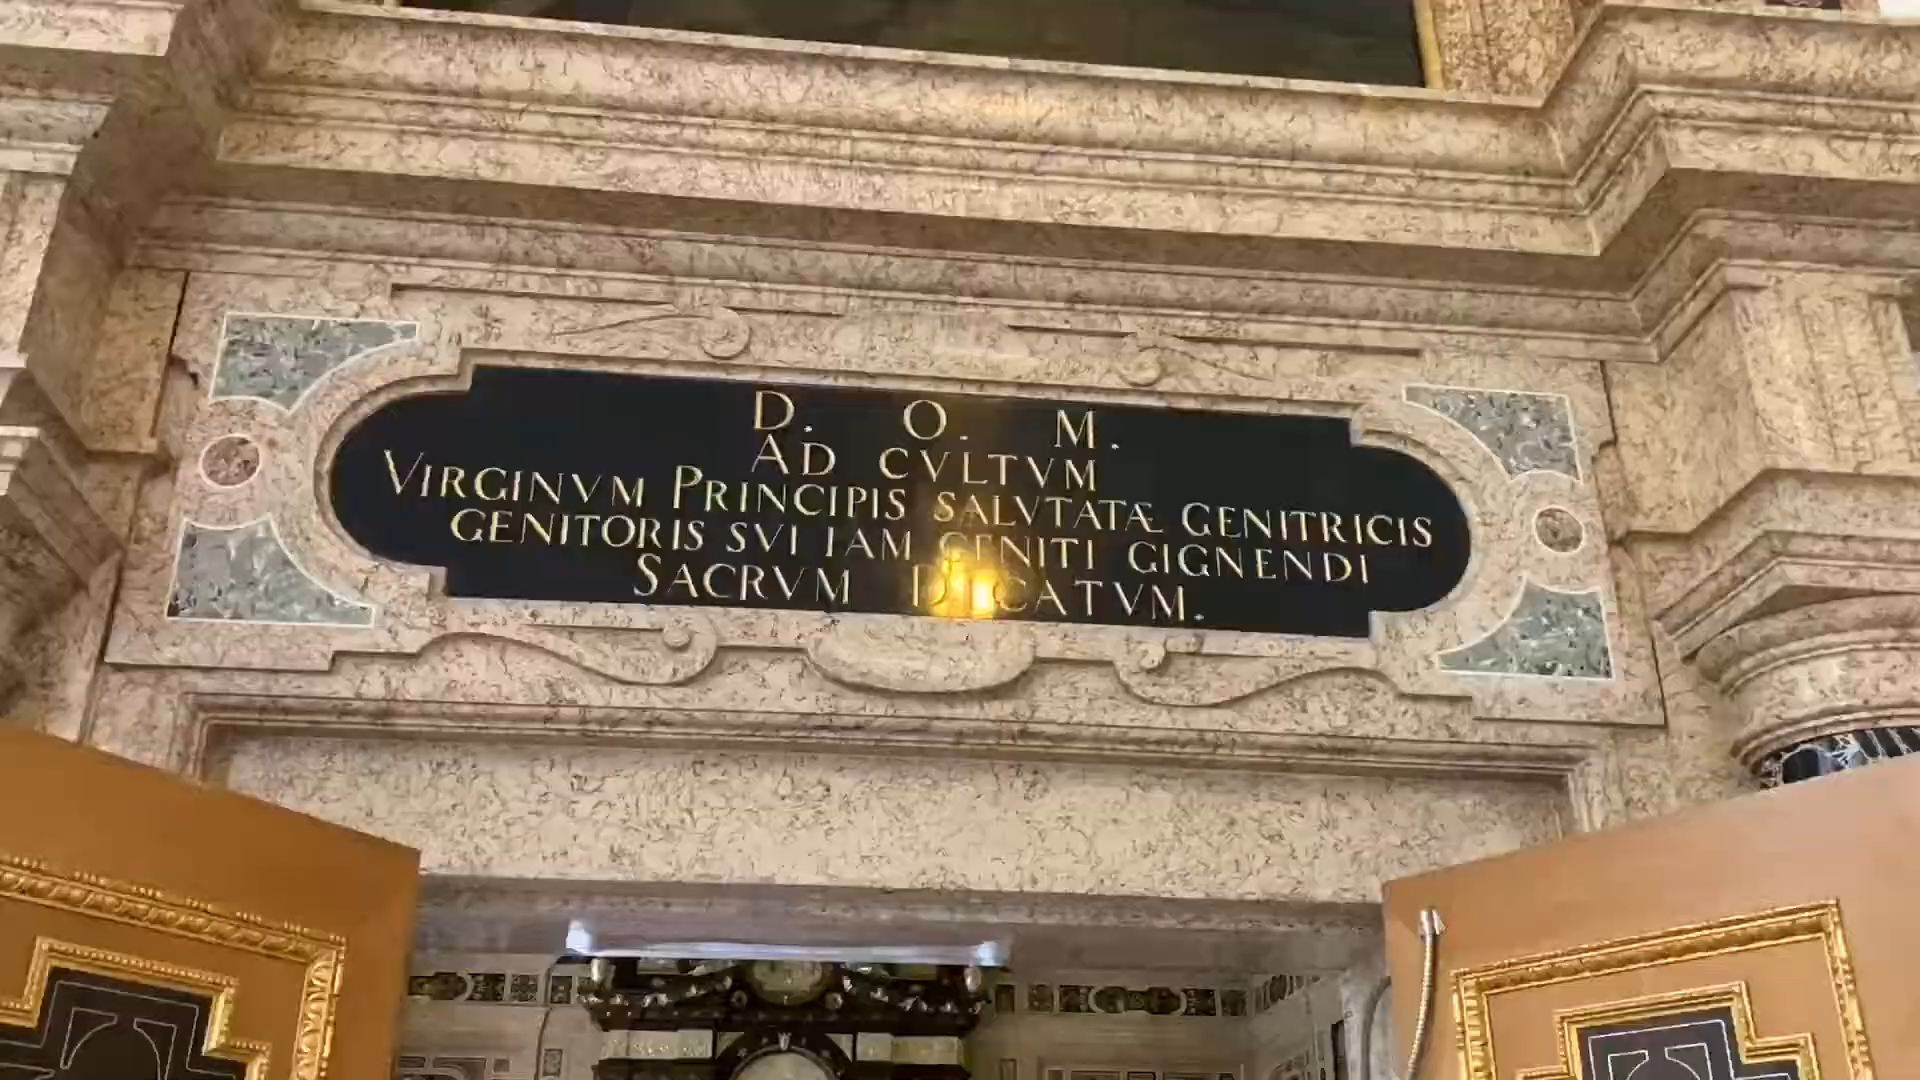 D. O. M.
AD CVLTVM
VIRGINVM PRINCIPIS SALVTATÆ GENITRICIS
GENITORIS SVI IAM GENITI GIGNENDI
SACRVM DICATVM.